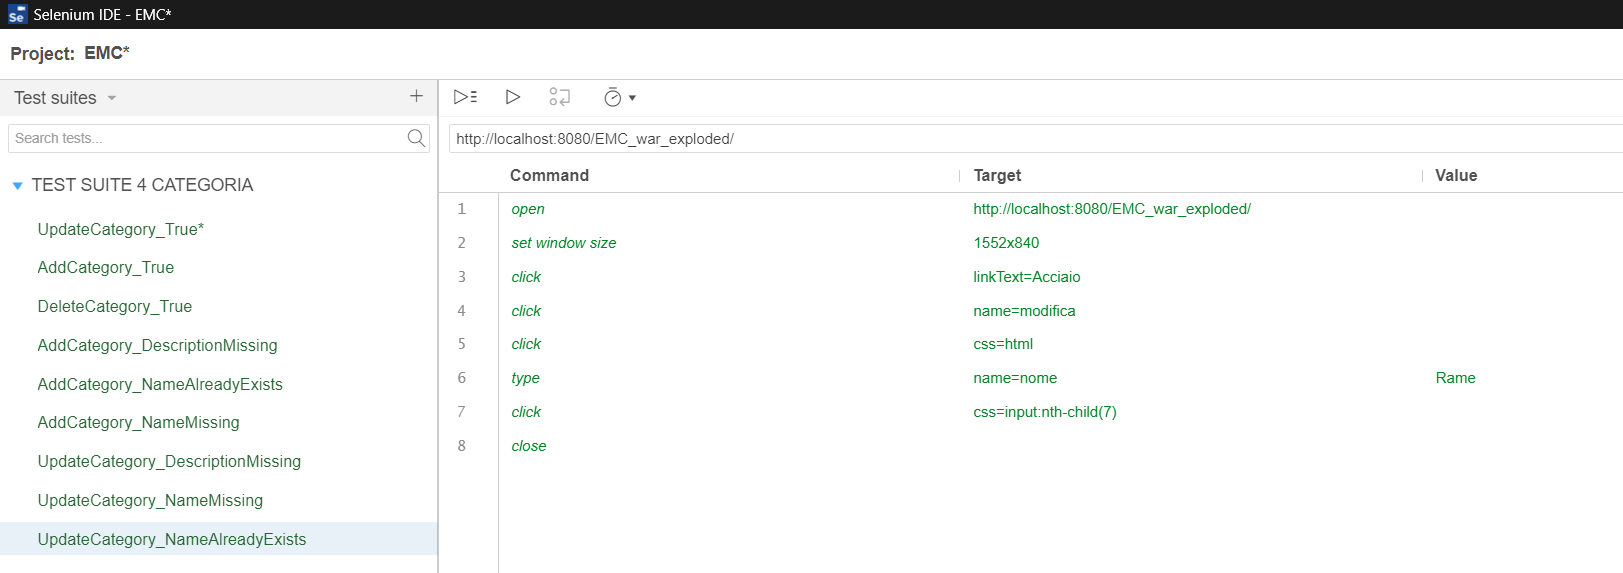 Se Selenium IDE - EMC*
Project: EMC*
Test suites
Search tests...
http://localhost:8080/EMC_war_exploded/
TEST SUITE 4 CATEGORIA
UpdateCategory_True*
AddCategory_True
DeleteCategory_True
AddCategory_DescriptionMissing
AddCategory_NameAlreadyExists
AddCategory_NameMissing
UpdateCategory_DescriptionMissing
UpdateCategory_NameMissing
UpdateCategory_NameAlreadyExists
Command Target Value
1 open http://localhost:8080/EMC_war_exploded/
2 set window size 1552x840
3 click linkText=Acciaio
4 click name=modifica
5 click css=html
6 type name=nome Rame
7 click css=input:nth-child(7)
8 close